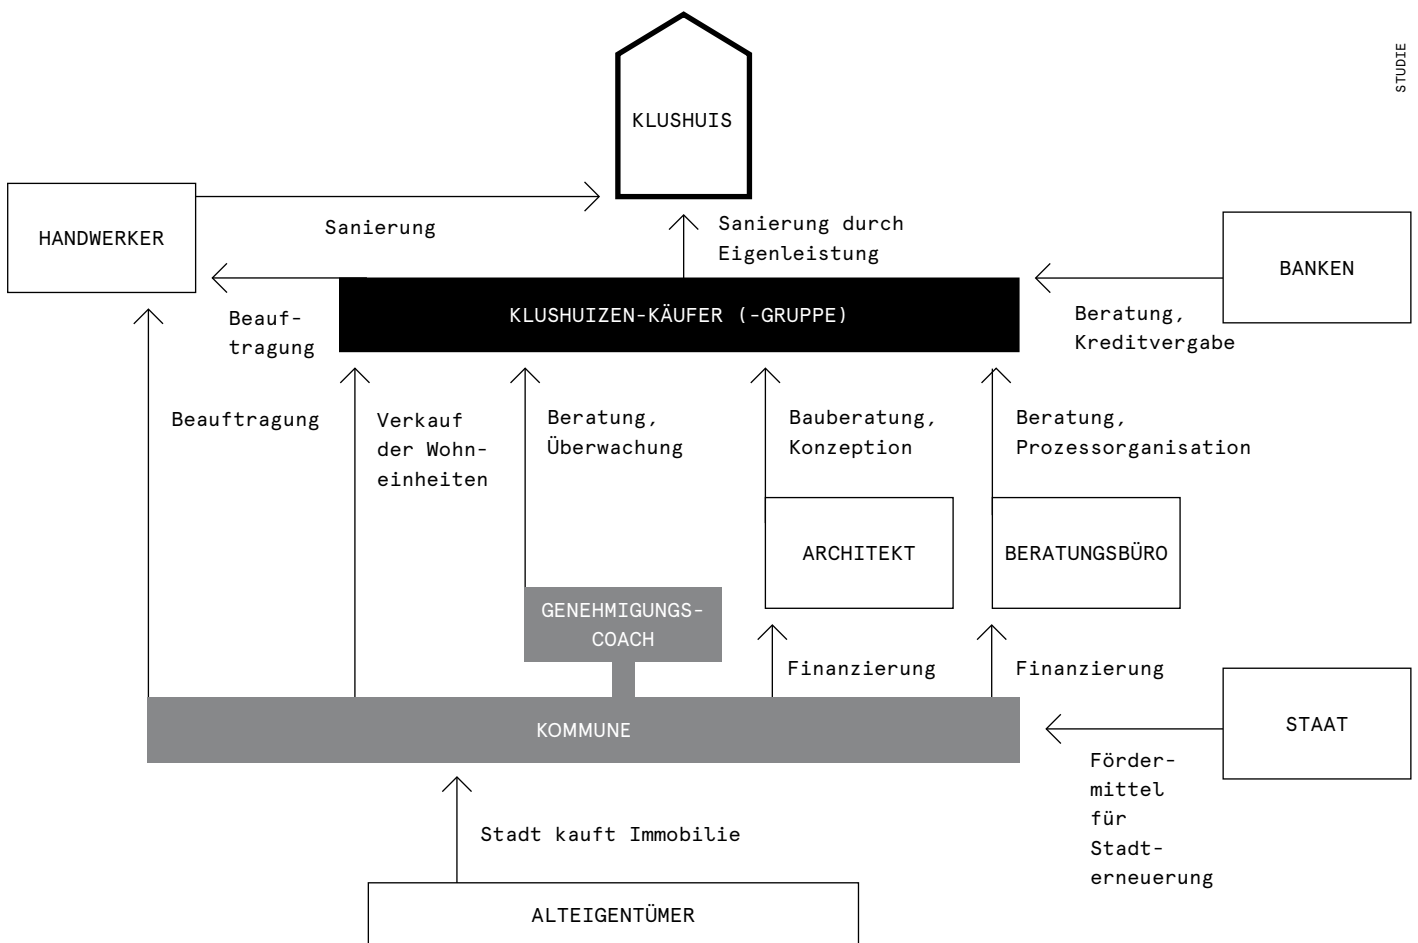 STUDIE
KLUSHUIS
HANDWERKER
Sanierung
Sanierung durch
Eigenleistung
BANKEN
KLUSHUIZEN-KÄUFER (-GRUPPE)
Beauf-
tragung
Beratung,
Kreditvergabe
Beauftragung
Verkauf
der Wohn-
einheiten
Beratung,
Überwachung
Bauberatung,
Konzeption
Beratung,
Prozessorganisation
ARCHITEKT
BERATUNGSBÜRO
GENEHMIGUNGS-
COACH
Finanzierung
Finanzierung
KOMMUNE
STAAT
Förder-
mittel
für
Stadt-
erneuerung
Stadt kauft Immobilie
ALTEIGENTÜMER